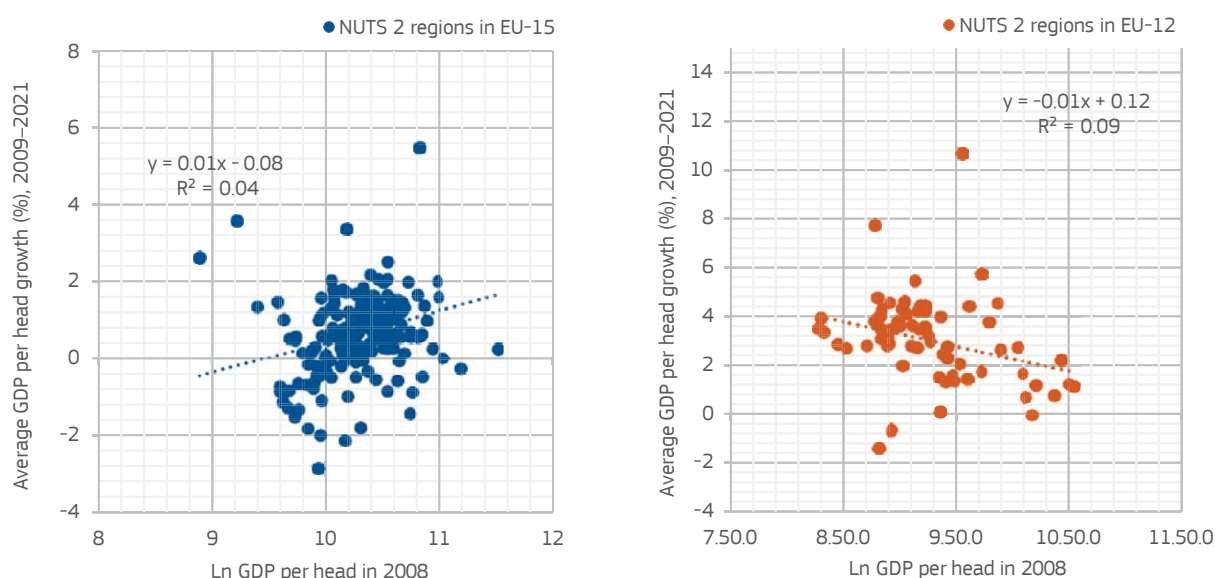 NUTS 2 regions in EU-15
Average GDP per head growth (%), 2009–2021
8
6
4
2
0
-2
-4
y = 0.01x - 0.08
R² = 0.04
8
9
10
11
12
Ln GDP per head in 2008
NUTS 2 regions in EU-12
Average GDP per head growth (%), 2009–2021
14
12
10
8
6
4
2
0
-2
-4
y = -0.01x + 0.12
R² = 0.09
7.50.0
8.50.0
9.50.0
10.50.0
11.50.0
Ln GDP per head in 2008